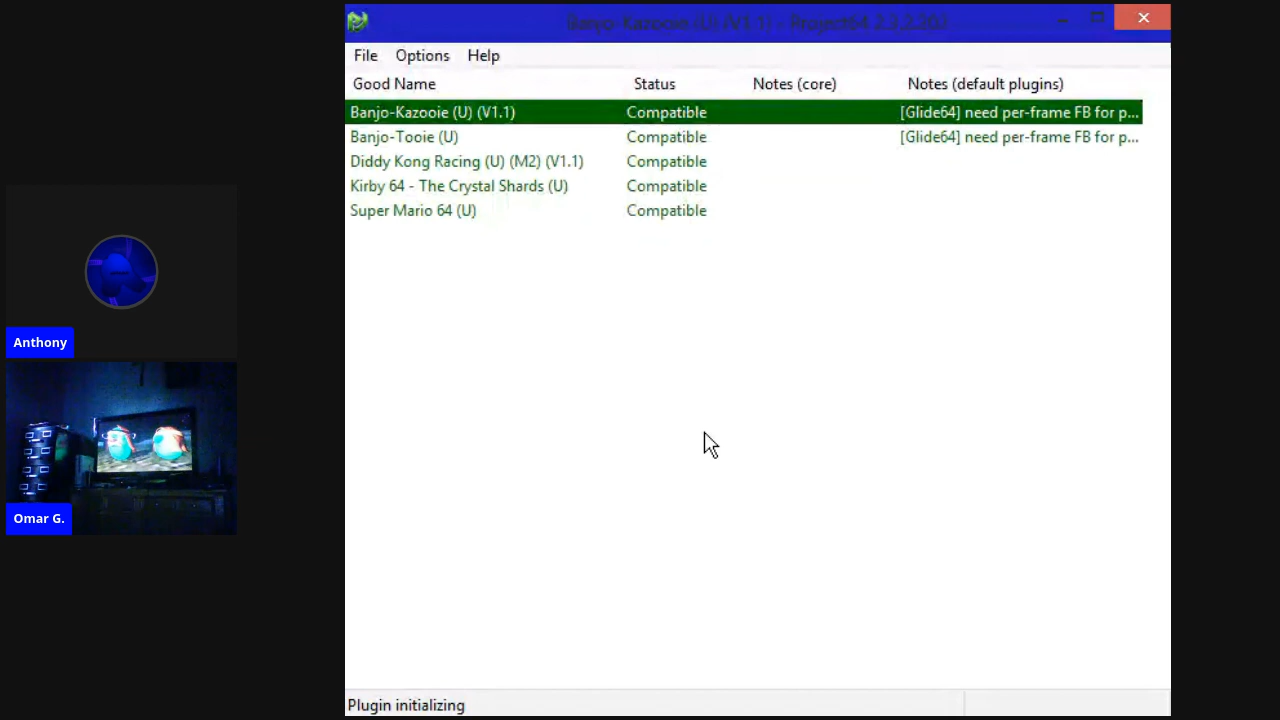 Banjo-Kazooie (U) (V1.1) - Project64 2.3.2.202
File Options Help
Good Name Status Notes (core) Notes (default plugins)
Banjo-Kazooie (U) (V1.1) Compatible [Glide64] need per-frame FB for p...
Banjo-Tooie (U) Compatible [Glide64] need per-frame FB for p...
Diddy Kong Racing (U) (M2) (V1.1) Compatible
Kirby 64 - The Crystal Shards (U) Compatible
Super Mario 64 (U) Compatible
Anthony
Omar G.
Plugin initializing